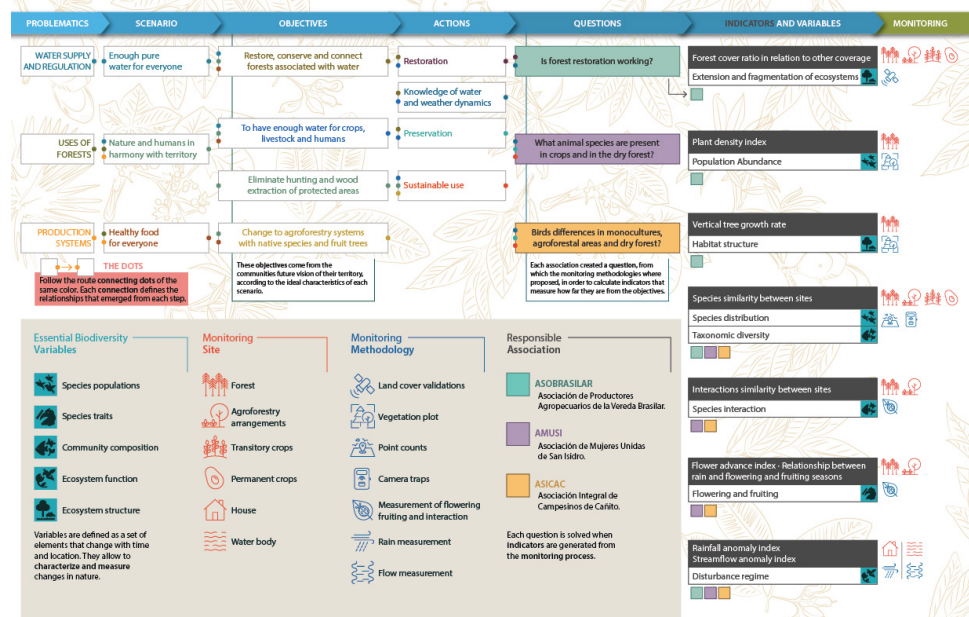 PROBLEMATICS
SCENARIO
OBJECTIVES
ACTIONS
QUESTIONS
INDICATORS AND VARIABLES
MONITORING
WATER SUPPLY
AND REGULATION
Enough pure
water for everyone
Restore, conserve and connect
forests associated with water
Restoration
Is forest restoration working?
Knowledge of water
and weather dynamics
USES OF
FORESTS
Nature and humans in
harmony with territory
To have enough water for crops,
livestock and humans
Preservation
What animal species are present
in crops and in the dry forest?
Eliminate hunting and wood
extraction of protected areas
Sustainable use
PRODUCTION
SYSTEMS
Healthy food
for everyone
Change to agroforestry systems
with native species and fruit trees
Birds differences in monocultures,
agroforestal areas and dry forest?
THE DOTS
Follow the route connecting dots of the
same color. Each connection defines the
relationships that emerged from each step.
These objectives come from the
communities future vision of their territory,
according to the ideal characteristics of each
scenario.
Each association created a question, from
which the monitoring methodologies where
proposed, in order to calculate indicators that
measure how far they are from the objectives.
Forest cover ratio in relation to other coverage
Extension and fragmentation of ecosystems
Plant density index
Population Abundance
Vertical tree growth rate
Habitat structure
Species similarity between sites
Species distribution
Taxonomic diversity
Interactions similarity between sites
Species interaction
Flower advance index · Relationship between
rain and flowering and fruiting seasons
Flowering and fruiting
Rainfall anomaly index
Streamflow anomaly index
Disturbance regime
Essential Biodiversity
Variables
Species populations
Species traits
Community composition
Ecosystem function
Ecosystem structure
Variables are defined as a set of
elements that change with time
and location. They allow to
characterize and measure
changes in nature.
Monitoring
Site
Forest
Agroforestry
arrangements
Transitory crops
Permanent crops
House
Water body
Monitoring
Methodology
Land cover validations
Vegetation plot
Point counts
Camera traps
Measurement of flowering
fruiting and interaction
Rain measurement
Flow measurement
Responsible
Association
ASOBRASILAR
Asociación de Productores
Agropecuarios de la Vereda Brasilar.
AMUSI
Asociación de Mujeres Unidas
de San Isidro.
ASICAC
Asociación Integral de
Campesinos de Cañito.
Each question is solved when
indicators are generated from
the monitoring process.